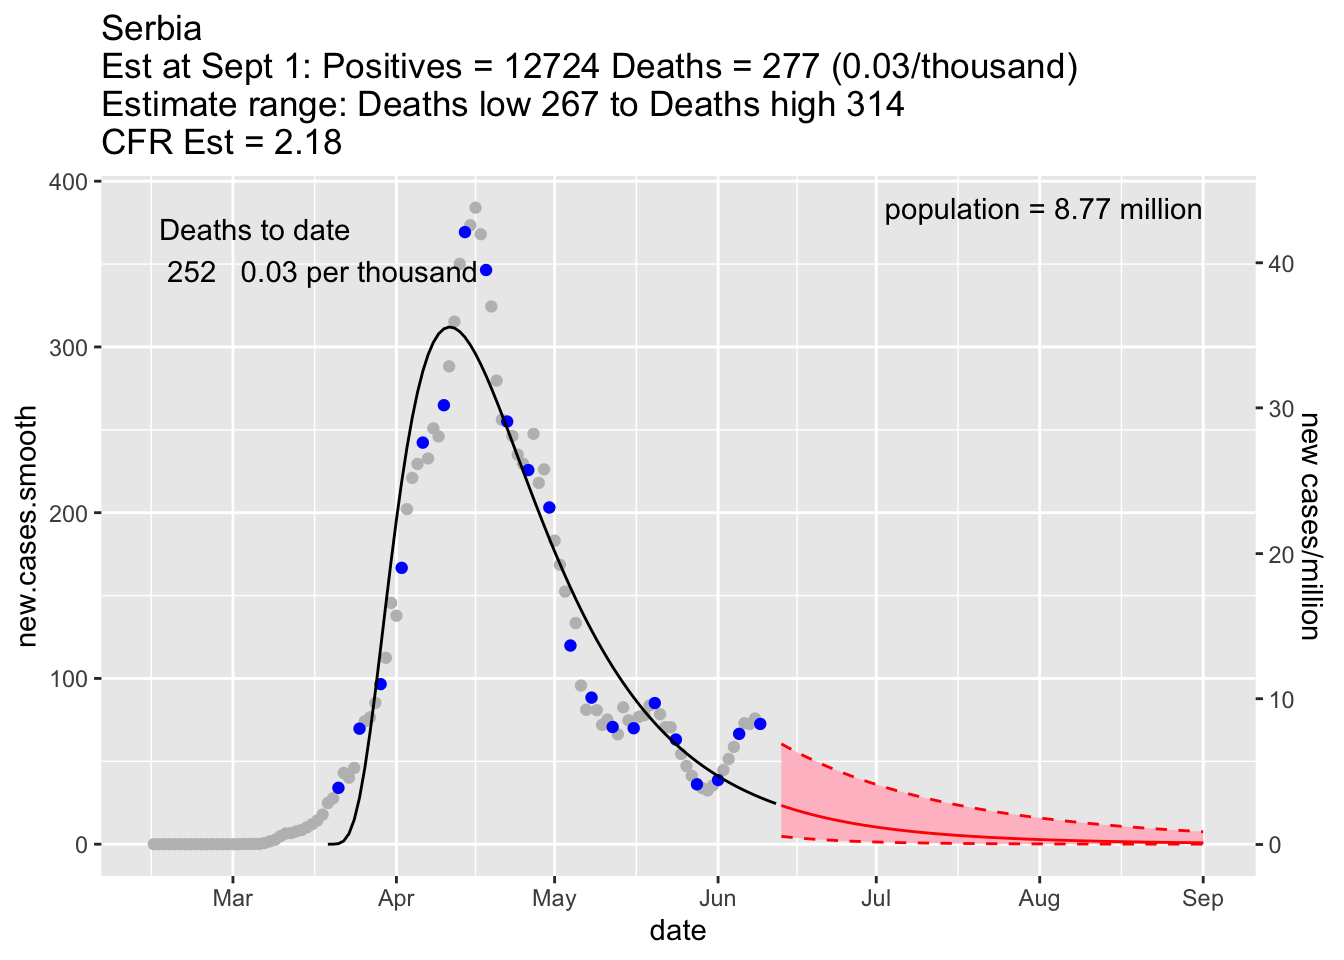 Serbia
Est at Sept 1: Positives = 12724 Deaths = 277 (0.03/thousand)
Estimate range: Deaths low 267 to Deaths high 314
CFR Est = 2.18
population = 8.77 million
Deaths to date
252   0.03 per thousand
new.cases.smooth
400
300
200
100
0
new cases/million
40
30
20
10
0
Mar Apr May Jun Jul Aug Sep
date